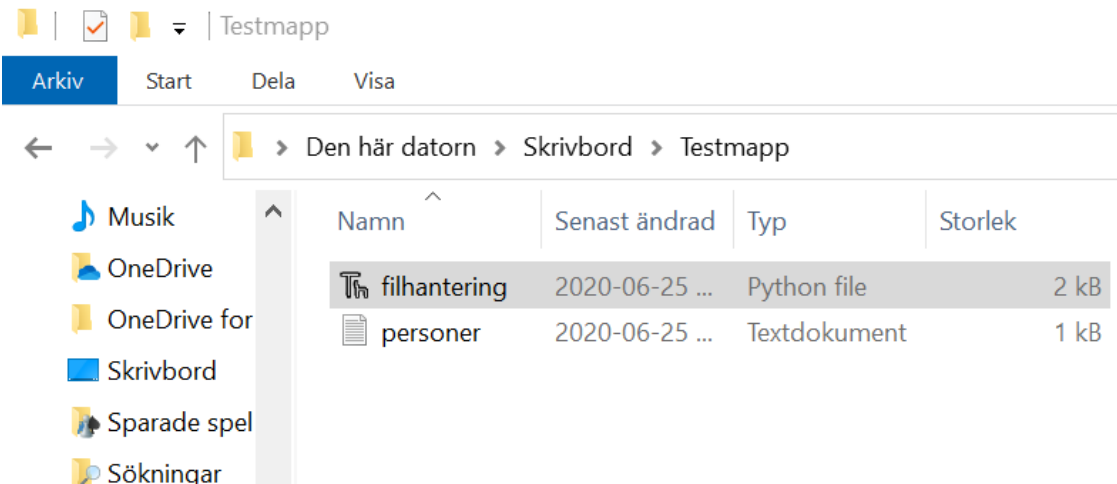 Testmapp
Arkiv Start Dela Visa
Den här datorn Skrivbord Testmapp
Musik
OneDrive
OneDrive for
Skrivbord
Sparade spel
Sökningar
Namn Senast ändrad Typ Storlek
filhantering 2020-06-25 ... Python file 2 kB
personer 2020-06-25 ... Textdokument 1 kB